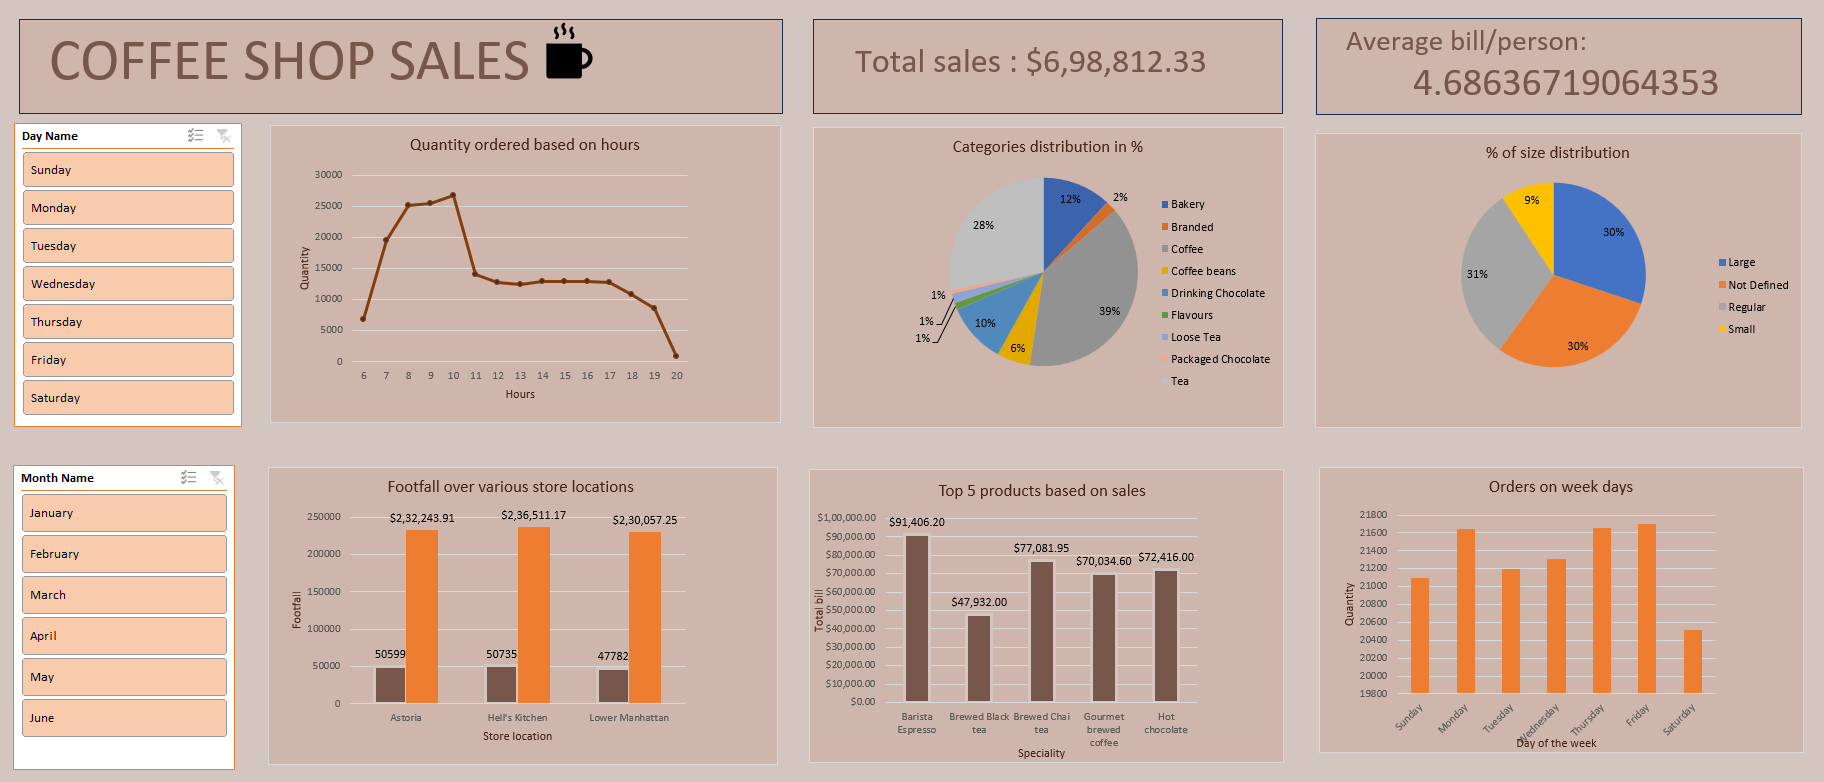 COFFEE SHOP SALES
Total sales : $6,98,812.33
Average bill/person:
4.68636719064353
Day Name
Sunday
Monday
Tuesday
Wednesday
Thursday
Friday
Saturday
Quantity ordered based on hours
30000
25000
20000
15000
10000
5000
0
Quantity
6 7 8 9 10 11 12 13 14 15 16 17 18 19 20
Hours
Categories distribution in %
12%
2%
39%
6%
10%
1%
1%
1%
28%
Bakery
Branded
Coffee
Coffee beans
Drinking Chocolate
Flavours
Loose Tea
Packaged Chocolate
Tea
% of size distribution
30%
30%
31%
9%
Large
Not Defined
Regular
Small
Month Name
January
February
March
April
May
June
Footfall over various store locations
250000
200000
150000
100000
50000
0
Footfall
50599
$2,32,243.91
50735
$2,36,511.17
47782
$2,30,057.25
Astoria
Hell's Kitchen
Lower Manhattan
Store location
Top 5 products based on sales
$1,00,000.00
$90,000.00
$80,000.00
$70,000.00
$60,000.00
$50,000.00
$40,000.00
$30,000.00
$20,000.00
$10,000.00
$0.00
Total bill
$91,406.20
$47,932.00
$77,081.95
$70,034.60
$72,416.00
Barista
Espresso
Brewed Black
tea
Brewed Chai
tea
Gourmet
brewed
coffee
Hot
chocolate
Speciality
Orders on week days
21800
21600
21400
21200
21000
20800
20600
20400
20200
20000
19800
Quantity
Sunday
Monday
Tuesday
Wednesday
Thursday
Friday
Saturday
Day of the week